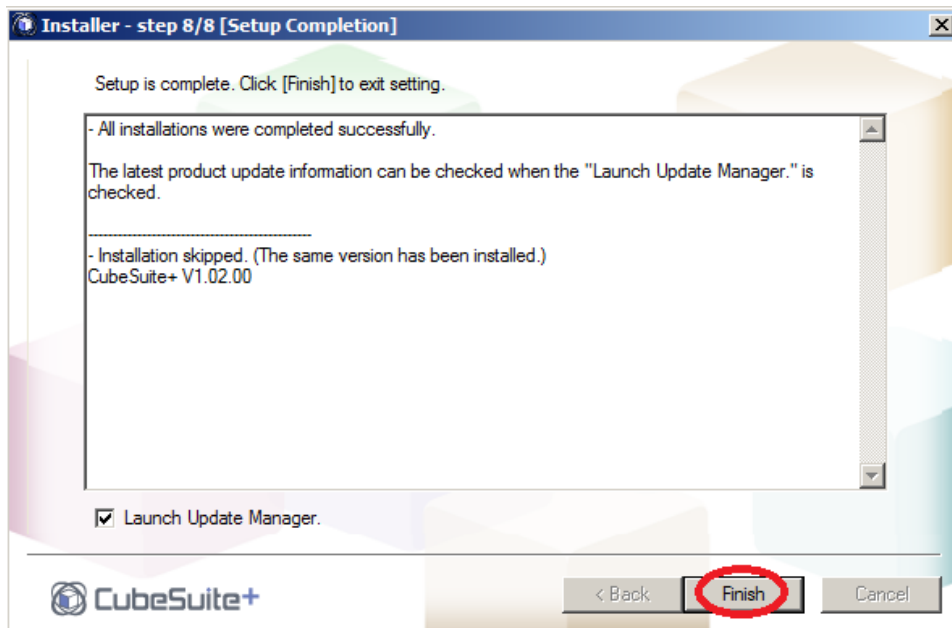 Installer - step 8/8 [Setup Completion]
Setup is complete. Click [Finish] to exit setting.
- All installations were completed successfully.
The latest product update information can be checked when the "Launch Update Manager." is
checked.
----------------------------------------------
- Installation skipped. (The same version has been installed.)
CubeSuite+ V1.02.00
Launch Update Manager.
CubeSuite+
< Back
Finish
Cancel